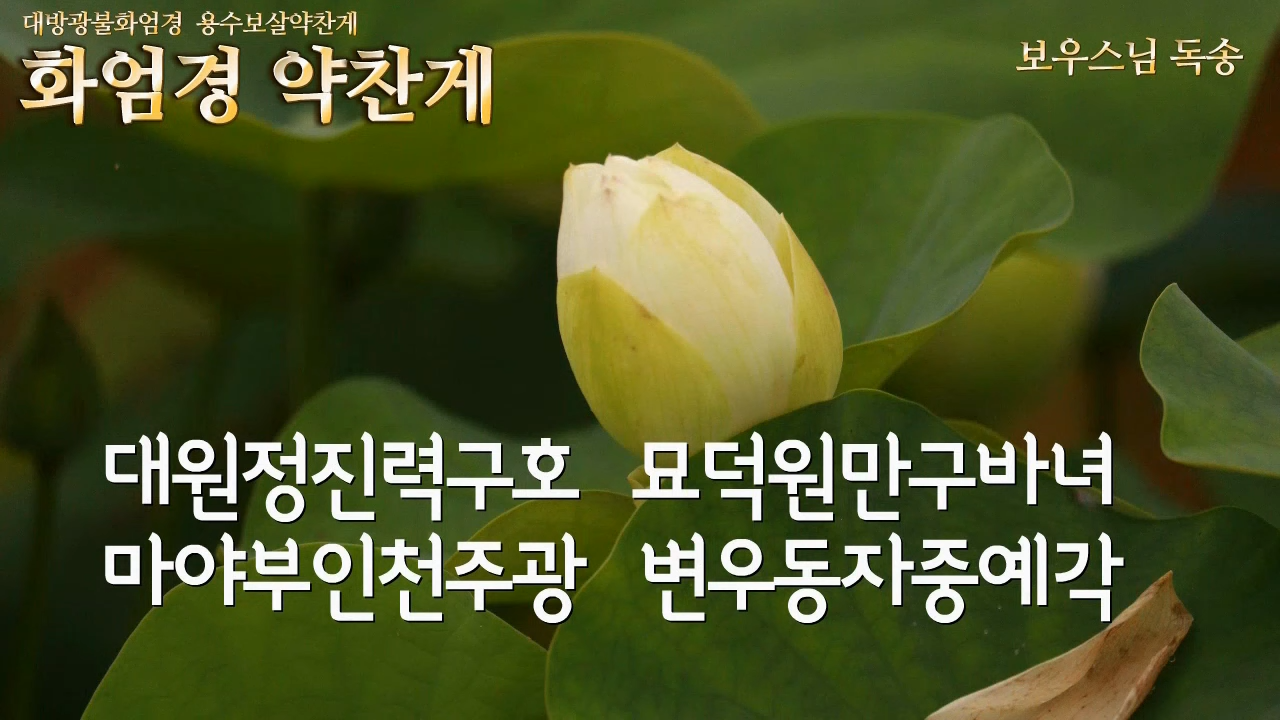 대방광불화엄경 용수보살약찬게
화엄경 약찬게
보우스님 독송
대원정진력구호 묘덕원만구바녀
마야부인천주광 변우동자중예각